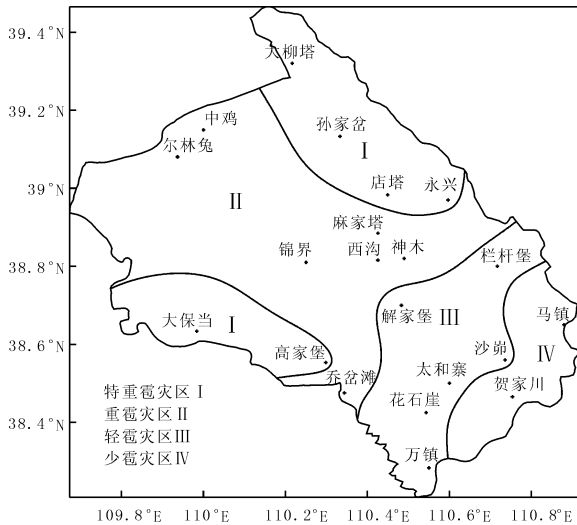 39.4°N
大柳塔
39.2°N
中鸡
孙家岔
尔林兔
I
39°N
店塔
永兴
II
麻家塔
锦界
西沟
神木
栏杆堡
38.8°N
大保当
I
解家堡
III
马镇
38.6°N
高家堡
沙峁
IV
乔岔滩
太和寨
贺家川
特重雹灾区 I
花石崖
重雹灾区 II
38.4°N
轻雹灾区III
少雹灾区IV
万镇
109.8°E
110°E
110.2°E
110.4°E
110.6°E
110.8°E